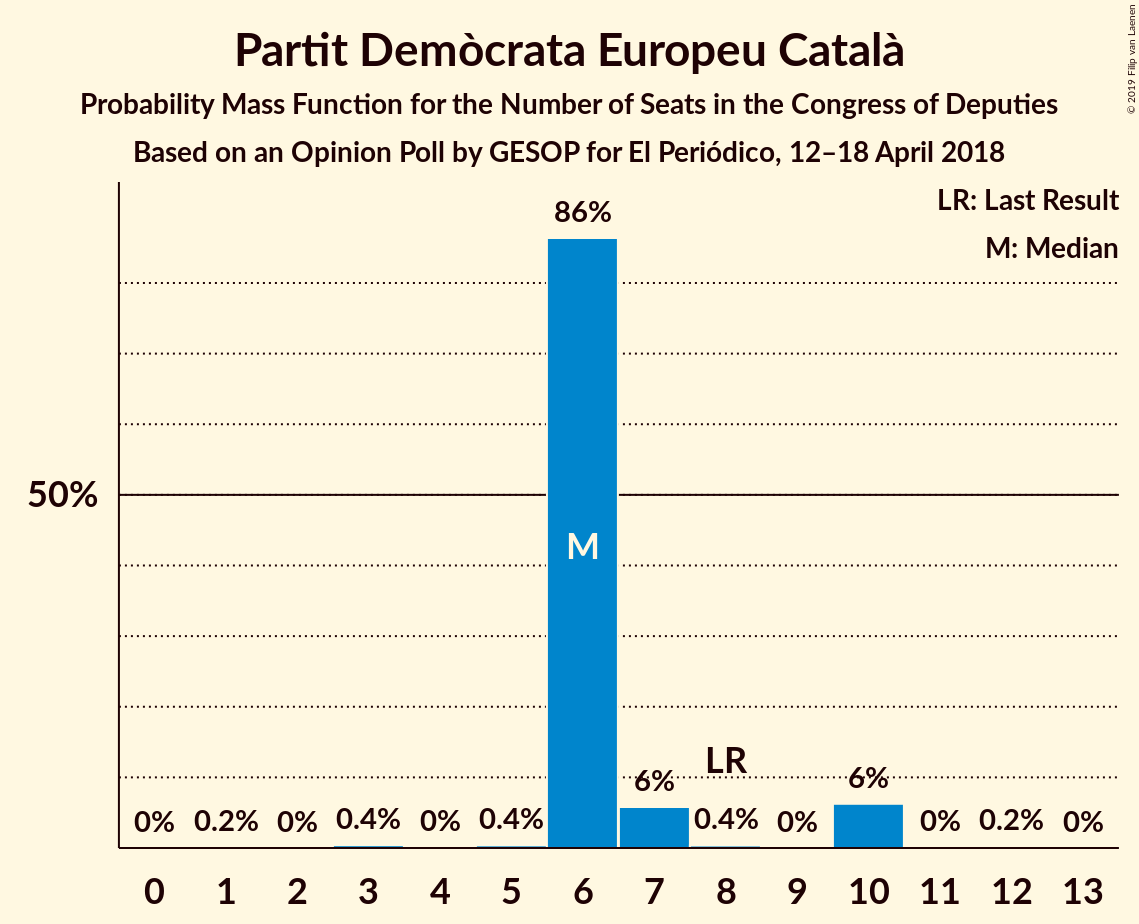 Partit Demòcrata Europeu Català
Probability Mass Function for the Number of Seats in the Congress of Deputies
Based on an Opinion Poll by GESOP for El Periódico, 12–18 April 2018
© 2019 Filip van Laenen
LR: Last Result
M: Median
86%
50%
M
LR
6%
6%
0% 0.2% 0% 0.4% 0% 0.4% 0.4% 0% 0% 0.2% 0%
0 1 2 3 4 5 6 7 8 9 10 11 12 13